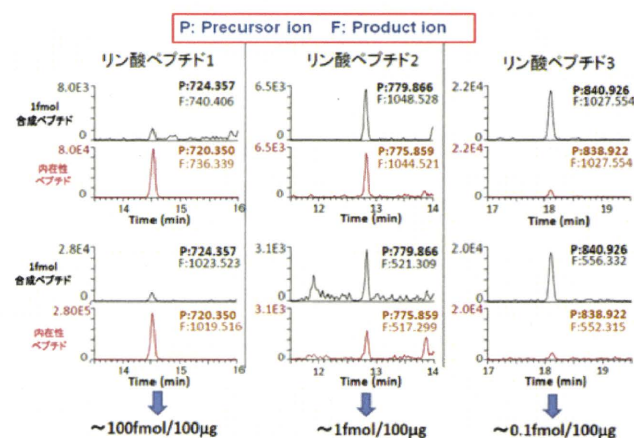 P: Precursor ion F: Product ion
リン酸ペプチド1
リン酸ペプチド2
リン酸ペプチド3
1fmol
合成ペプチド
8.0E3
0
P:724.357
F:740.406
6.5E3
0
P:779.866
F:1048.528
2.2E4
0
P:840.926
F:1027.554
内在性
ペプチド
8.0E4
0
P:720.350
F:736.339
6.5E3
0
P:775.859
F:1044.521
2.2E4
0
P:838.922
F:1027.554
14 15 16
Time (min)
12 13 14
Time (min)
17 18 19
Time (min)
1fmol
合成ペプチド
2.8E4
0
P:724.357
F:1023.523
3.1E3
0
P:779.866
F:521.309
2.0E4
0
P:840.926
F:556.332
内在性
ペプチド
2.80E5
0
P:720.350
F:1019.516
3.1E3
0
P:775.859
F:517.299
2.0E4
0
P:838.922
F:552.315
14 15 16
Time (min)
12 13 14
Time (min)
17 18 19
Time (min)
～100fmol/100μg
～1fmol/100μg
～0.1fmol/100μg